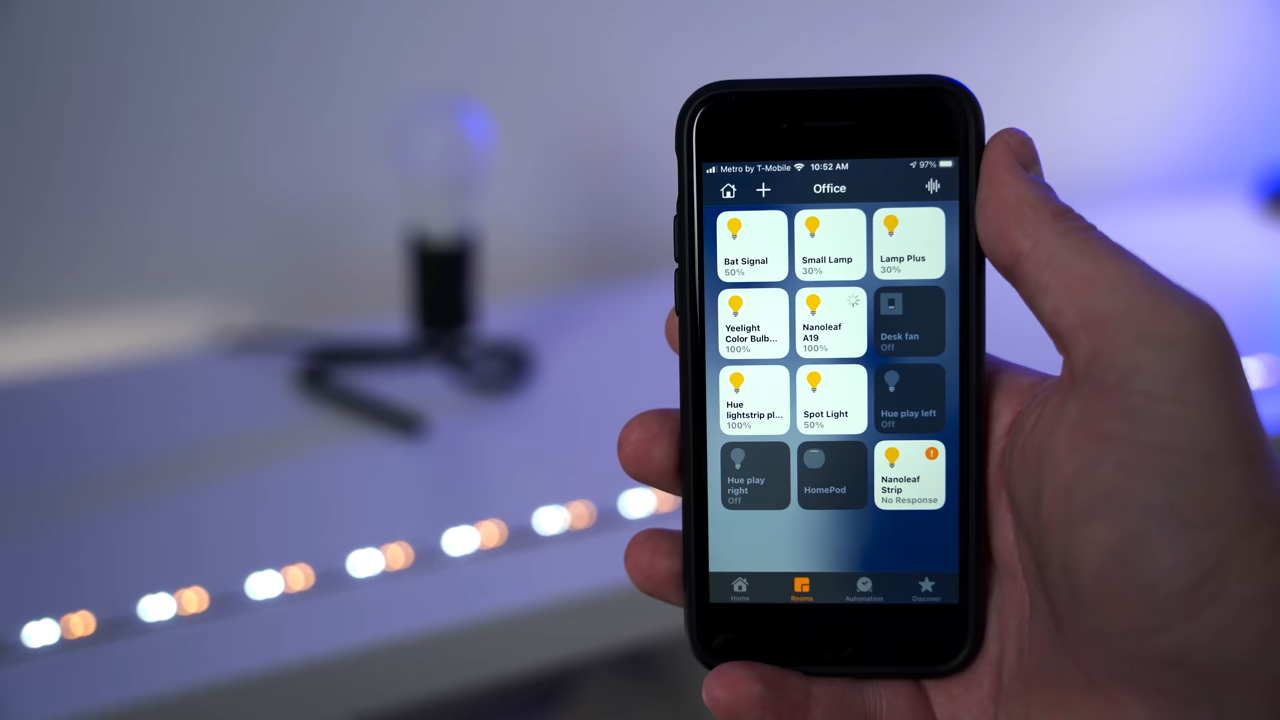 Metro by T-Mobile 10:52 AM 97%
Office
Bat Signal
50%
Small Lamp
30%
Lamp Plus
30%
Yeelight
Color Bulb...
100%
Nanoleaf
A19
100%
Desk fan
Off
Hue
lightstrip pl...
100%
Spot Light
50%
Hue play left
Off
Hue play
right
Off
HomePod
Nanoleaf
Strip
No Response
Home Rooms Automation Discover